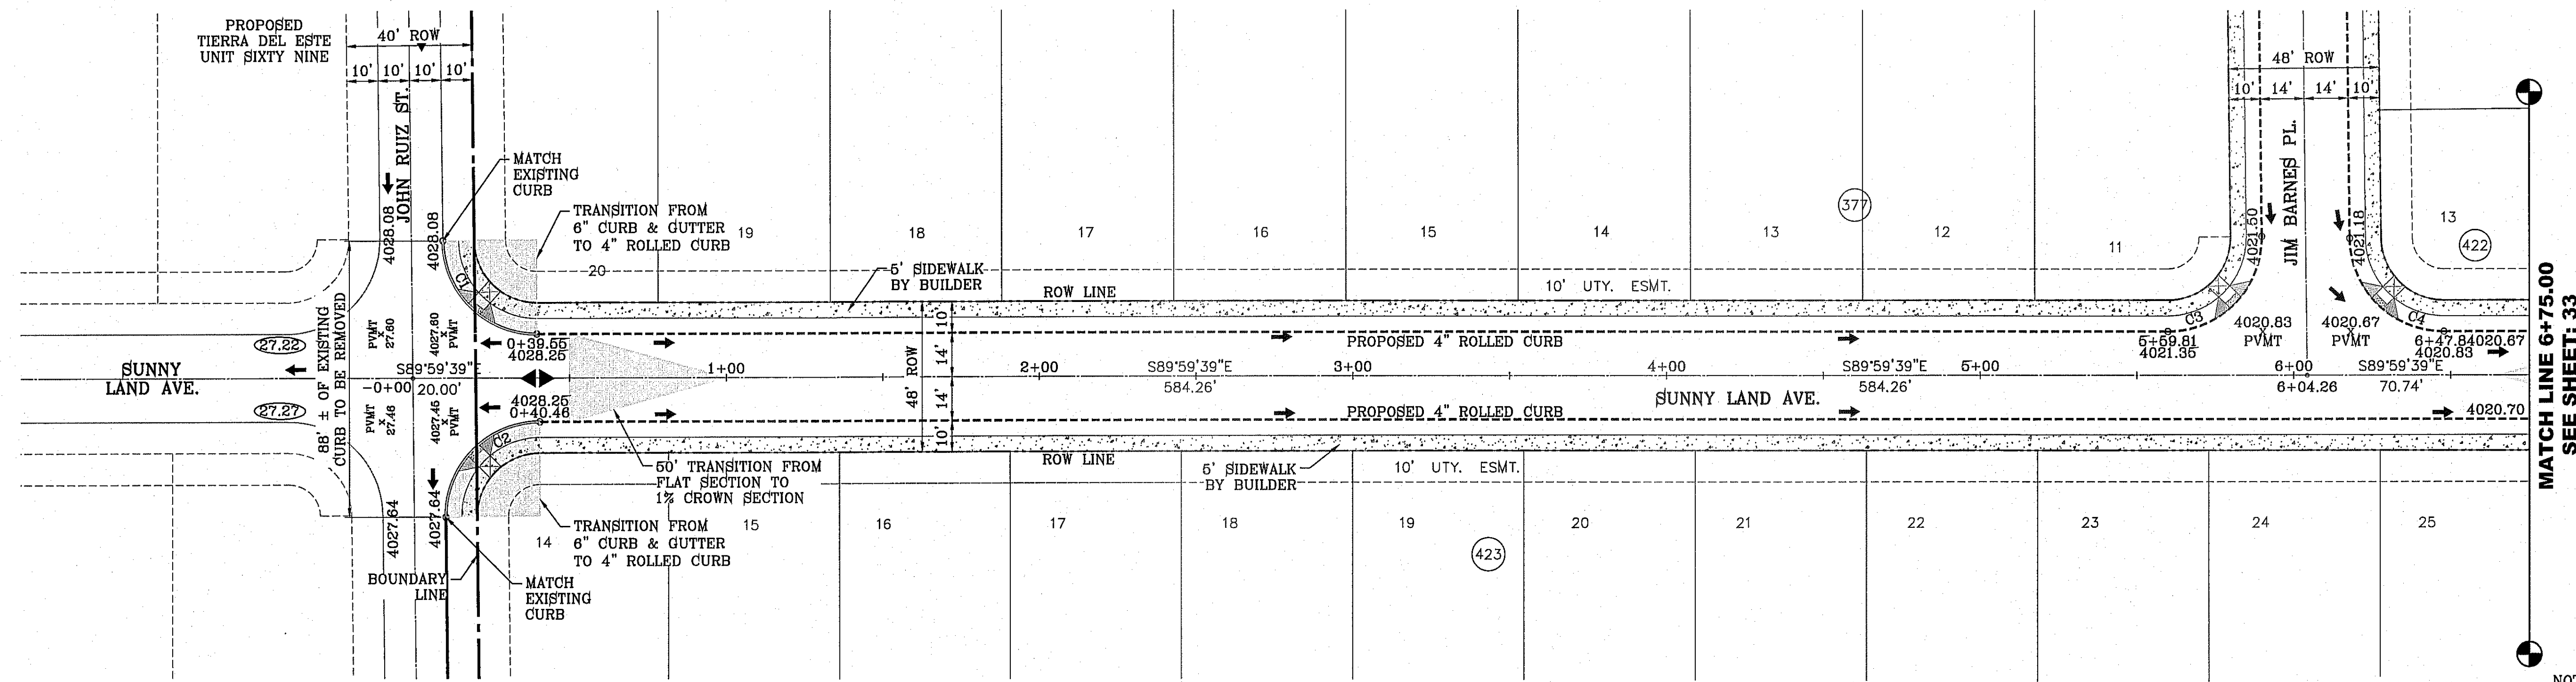 PROPOSED
TIERRA DEL ESTE
UNIT SIXTY NINE
40' ROW
10' 10' 10' 10'
JOHN RUIZ ST.
4028.08
4028.08
MATCH
EXISTING
CURB
TRANSITION FROM
6" CURB & GUTTER
TO 4" ROLLED CURB
20
19
18
17
16
15
14
13
377
12
11
5' SIDEWALK
BY BUILDER
ROW LINE
10' UTY. ESMT.
48' ROW
10' 14' 14' 10'
JIM BARNES PL.
4021.50
4021.18
13
422
C1
88' ± OF EXISTING
CURB TO BE REMOVED
27.22
PVMT
x
27.60
4027.60
x
PVMT
0+39.55
4028.25
SUNNY
LAND AVE.
S89°59'39"E
-0+00
20.00'
27.27
PVMT
x
27.46
4027.45
x
PVMT
4028.25
0+40.46
C2
1+00
48' ROW
10'
14'
14'
10'
2+00
S89°59'39"E
584.26'
3+00
PROPOSED 4" ROLLED CURB
PROPOSED 4" ROLLED CURB
4+00
SUNNY LAND AVE.
S89°59'39"E
584.26'
5+00
5+59.81
4021.35
C3
4020.83
PVMT
4020.67
PVMT
C4
6+47.84
4020.83
4020.67
6+00
6+04.26
S89°59'39"E
70.74'
4020.70
MATCH LINE 6+75.00
SEE SHEET: 33
50' TRANSITION FROM
FLAT SECTION TO
1% CROWN SECTION
TRANSITION FROM
6" CURB & GUTTER
TO 4" ROLLED CURB
ROW LINE
5' SIDEWALK
BY BUILDER
10' UTY. ESMT.
4027.64
4027.64
BOUNDARY
LINE
MATCH
EXISTING
CURB
14
15
16
17
18
19
423
20
21
22
23
24
25